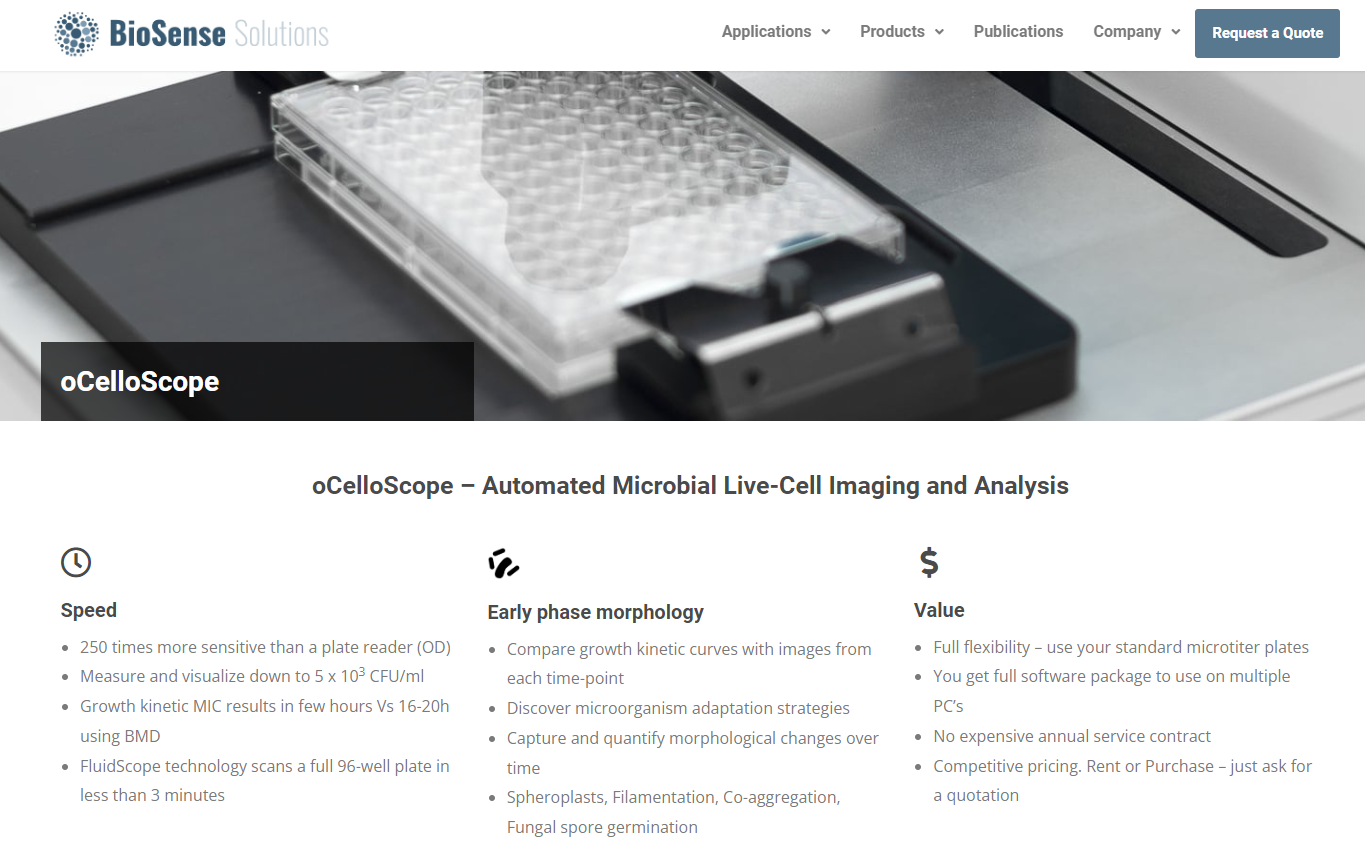 BioSense Solutions
Applications
Products
Publications
Company
Request a Quote
oCelloScope
oCelloScope – Automated Microbial Live-Cell Imaging and Analysis
Speed
250 times more sensitive than a plate reader (OD)
Measure and visualize down to 5 x 10³ CFU/ml
Growth kinetic MIC results in few hours Vs 16-20h
using BMD
FluidScope technology scans a full 96-well plate in
less than 3 minutes
Early phase morphology
Compare growth kinetic curves with images from
each time-point
Discover microorganism adaptation strategies
Capture and quantify morphological changes over
time
Spheroplasts, Filamentation, Co-aggregation,
Fungal spore germination
$
Value
Full flexibility – use your standard microtiter plates
You get full software package to use on multiple
PC’s
No expensive annual service contract
Competitive pricing. Rent or Purchase – just ask for
a quotation